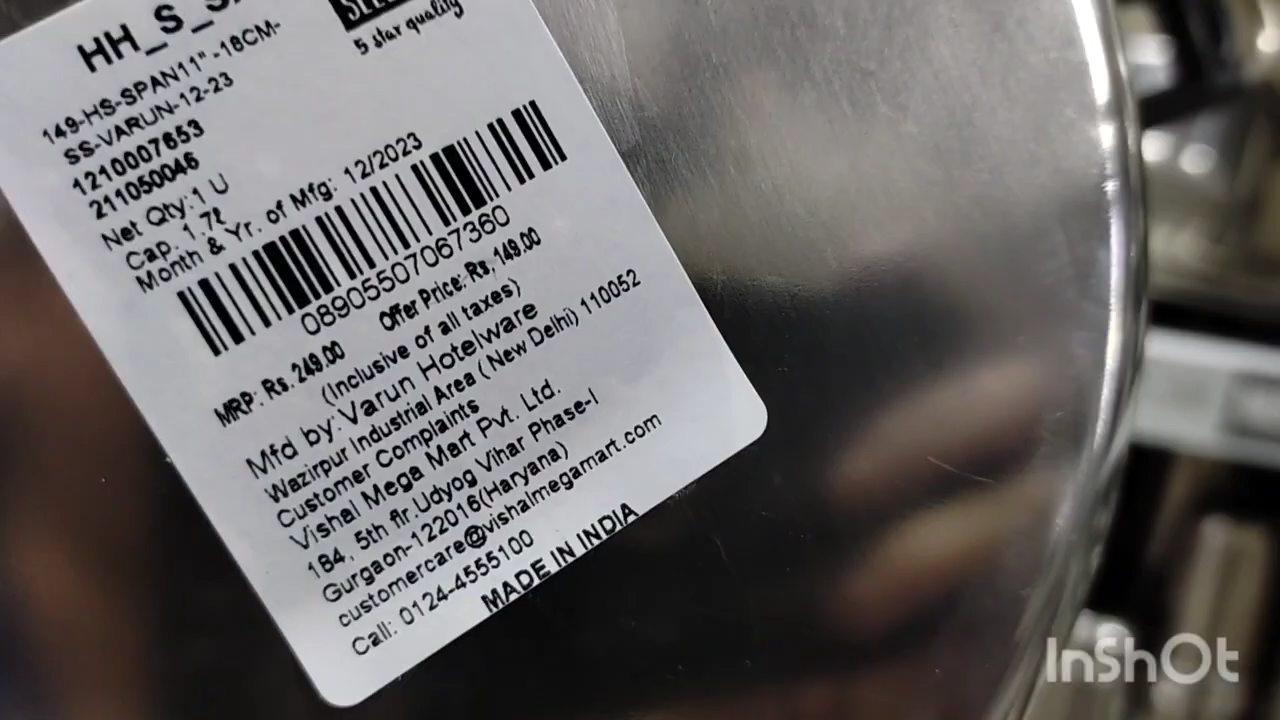 HH_S_S
5 star quality
149-HS-SPAN11"-18CM-
SS-VARUN-12-23
1210007653
211050046
Net Qty:1 U
Cap. 1.7ℓ
Month & Yr. of Mfg: 12/2023
08905507067360
MRP: Rs. 249.00 Offer Price: Rs. 149.00
(Inclusive of all taxes)
Mfd by: Varun Hotelware
Wazirpur Industrial Area ( New Delhi) 110052
Customer Complaints
Vishal Mega Mart Pvt. Ltd.
184, 5th flr.Udyog Vihar Phase-I
Gurgaon-122016(Haryana)
customercare@vishalmegamart.com
Call: 0124-4555100
MADE IN INDIA
InShOt